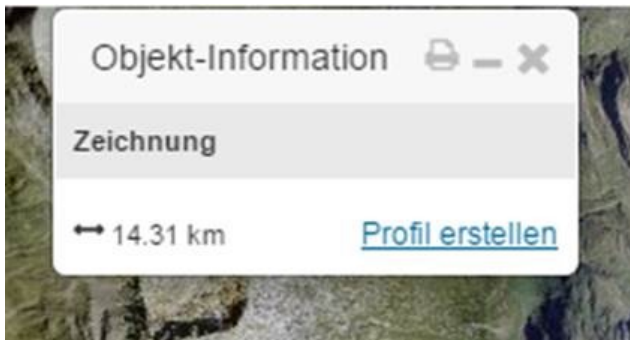 Objekt-Information
Zeichnung
14.31 km
Profil erstellen